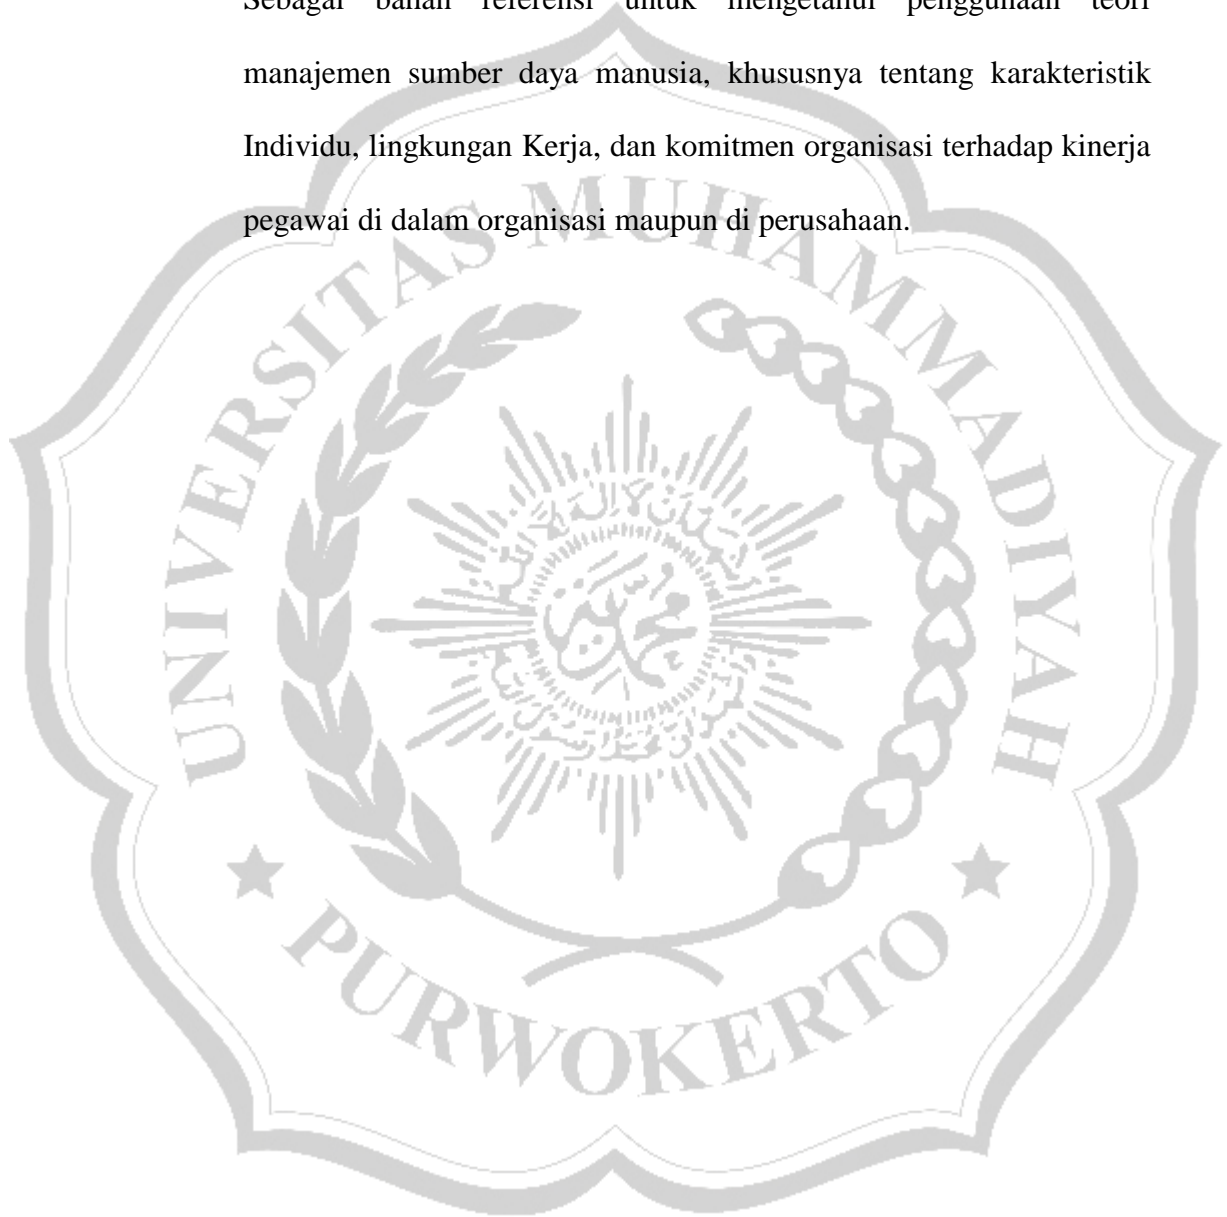 Sebagai bahan referensi untuk mengetahui penggunaan teori
manajemen sumber daya manusia, khususnya tentang karakteristik
Individu, lingkungan Kerja, dan komitmen organisasi terhadap kinerja
pegawai di dalam organisasi maupun di perusahaan.
UNIVERSITAS MUHAMMADIYAH
محمد
PURWOKERTO